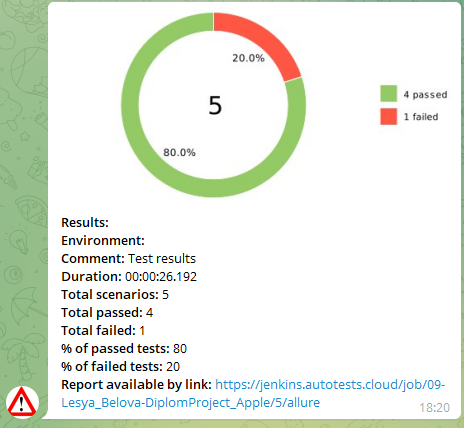 20.0%
4 passed
5
1 failed
80.0%
Results:
Environment:
Comment: Test results
Duration: 00:00:26.192
Total scenarios: 5
Total passed: 4
Total failed: 1
% of passed tests: 80
% of failed tests: 20
Report available by link: https://jenkins.autotests.cloud/job/09-
Lesya_Belova-DiplomProject_Apple/5/allure
18:20